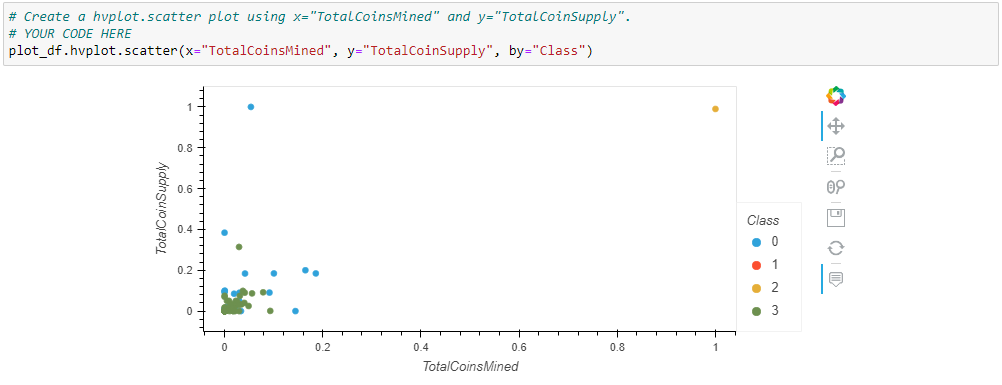 # Create a hvplot.scatter plot using x="TotalCoinsMined" and y="TotalCoinSupply".
# YOUR CODE HERE
plot_df.hvplot.scatter(x="TotalCoinsMined", y="TotalCoinSupply", by="Class")
1
0.8
0.6
0.4
0.2
0
TotalCoinSupply
0
0.2
0.4
0.6
0.8
1
TotalCoinsMined
Class
0
1
2
3